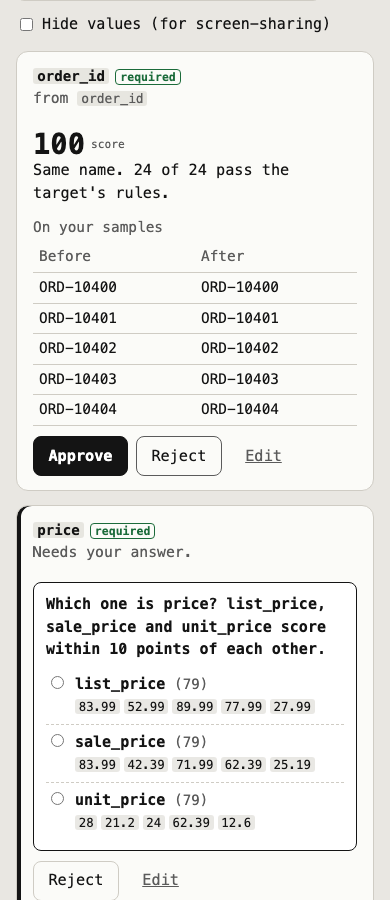 Hide values (for screen-sharing)
order_id required
from order_id
100 score
Same name. 24 of 24 pass the
target's rules.
On your samples
Before After
ORD-10400 ORD-10400
ORD-10401 ORD-10401
ORD-10402 ORD-10402
ORD-10403 ORD-10403
ORD-10404 ORD-10404
Approve Reject Edit
price required
Needs your answer.
Which one is price? list_price,
sale_price and unit_price score
within 10 points of each other.
list_price (79)
83.99 52.99 89.99 77.99 27.99
sale_price (79)
83.99 42.39 71.99 62.39 25.19
unit_price (79)
28 21.2 24 62.39 12.6
Reject Edit